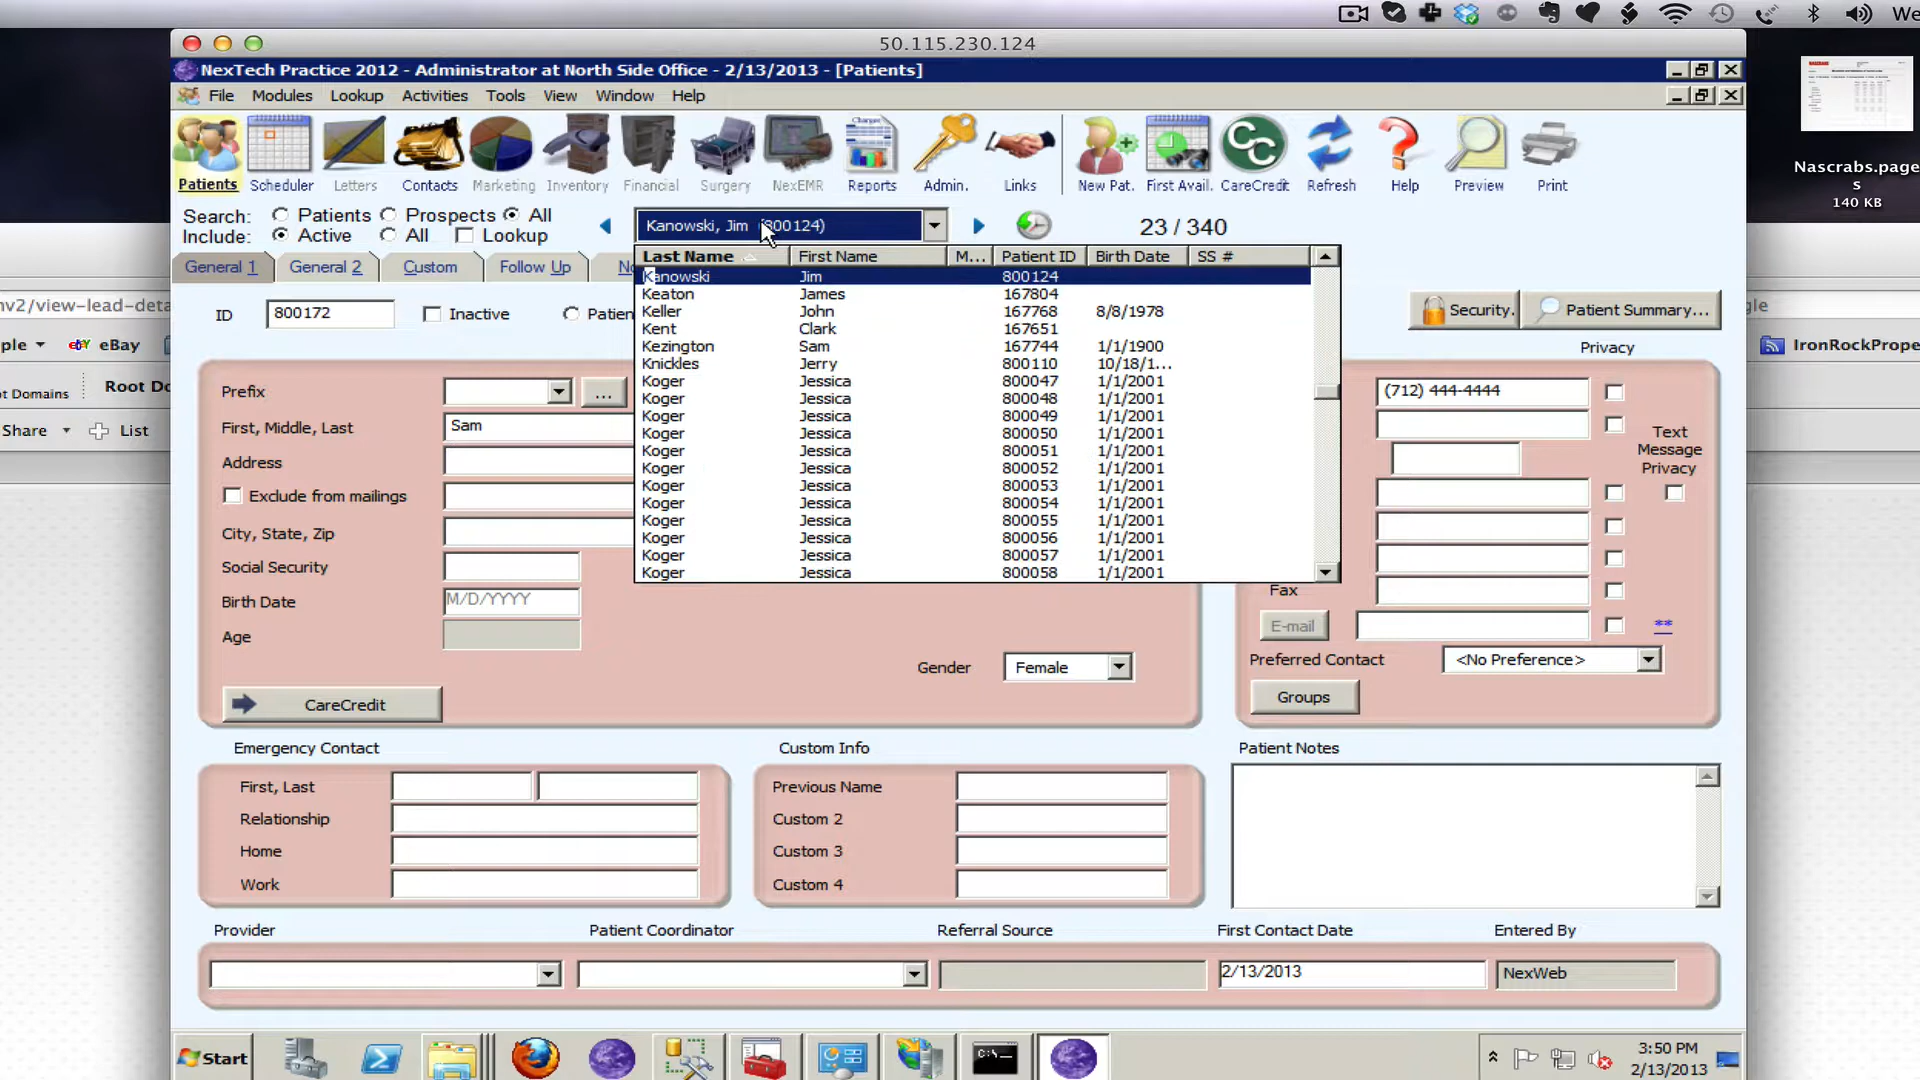 We
50.115.230.124
NexTech Practice 2012 - Administrator at North Side Office - 2/13/2013 - [Patients]
File Modules Lookup Activities Tools View Window Help
Patients Scheduler Letters Contacts Marketing Inventory Financial Surgery NexEMR Reports Admin. Links New Pat. First Avail. CareCredit Refresh Help Preview Print
Nascrabs.page
s
140 KB
Search: Patients Prospects All
Include: Active All Lookup
Kanowski, Jim (800124)
23 / 340
General 1 General 2 Custom Follow Up
Last Name First Name M... Patient ID Birth Date SS #
Kanowski Jim 800124
Keaton James 167804
Keller John 167768 8/8/1978
Kent Clark 167651
Kezington Sam 167744 1/1/1900
Knickles Jerry 800110 10/18/1...
Koger Jessica 800047 1/1/2001
Koger Jessica 800048 1/1/2001
Koger Jessica 800049 1/1/2001
Koger Jessica 800050 1/1/2001
Koger Jessica 800051 1/1/2001
Koger Jessica 800052 1/1/2001
Koger Jessica 800053 1/1/2001
Koger Jessica 800054 1/1/2001
Koger Jessica 800055 1/1/2001
Koger Jessica 800056 1/1/2001
Koger Jessica 800057 1/1/2001
Koger Jessica 800058 1/1/2001
ID 800172 Inactive Patien
Security. Patient Summary...
Privacy
Prefix ...
First, Middle, Last Sam
Address
Exclude from mailings
City, State, Zip
Social Security
Birth Date M/D/YYYY
Age
Gender Female
CareCredit
(712) 444-4444
Text
Message
Privacy
Fax
E-mail **
Preferred Contact <No Preference>
Groups
Emergency Contact
First, Last
Relationship
Home
Work
Custom Info
Previous Name
Custom 2
Custom 3
Custom 4
Patient Notes
Provider Patient Coordinator Referral Source First Contact Date Entered By
2/13/2013 NexWeb
nv2/view-lead-deta
ple eBay
ot Domains Root Do
Share List
gle
IronRockPrope
Start
C:\
3:50 PM
2/13/2013